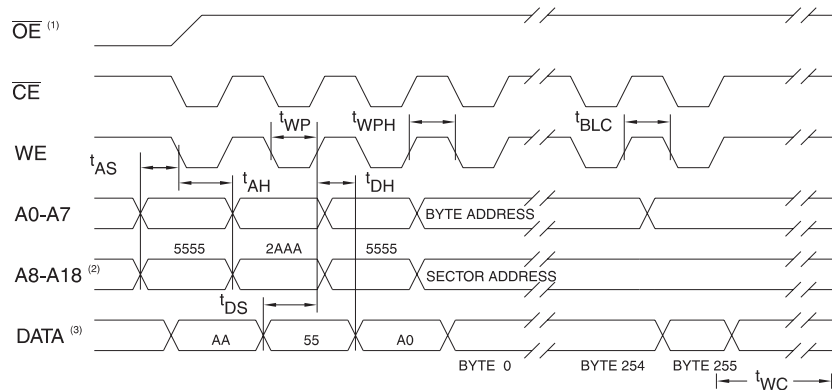 OE (1)
CE
tWP tWPH tBLC
WE
tAS
tAH tDH
A0-A7 BYTE ADDRESS
5555 2AAA 5555
A8-A18 (2) SECTOR ADDRESS
tDS
DATA (3) AA 55 A0
BYTE 0 BYTE 254 BYTE 255
tWC